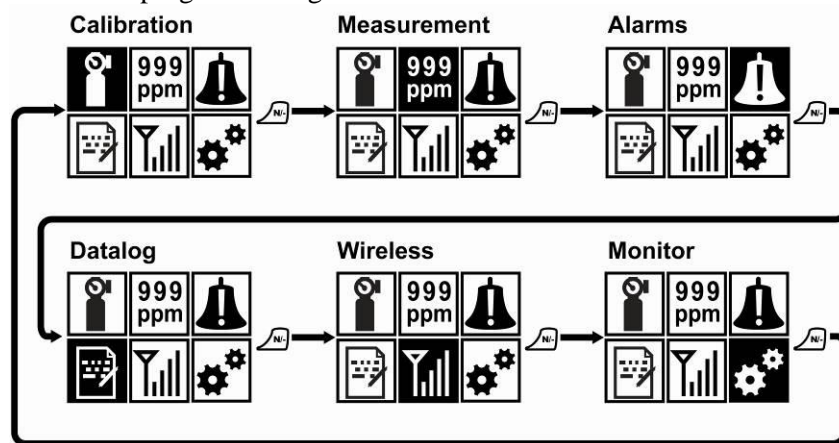 Calibration
999
ppm
N/-
Measurement
999
ppm
N/-
Alarms
999
ppm
N/-
Datalog
999
ppm
N/-
Wireless
999
ppm
N/-
Monitor
999
ppm
N/-